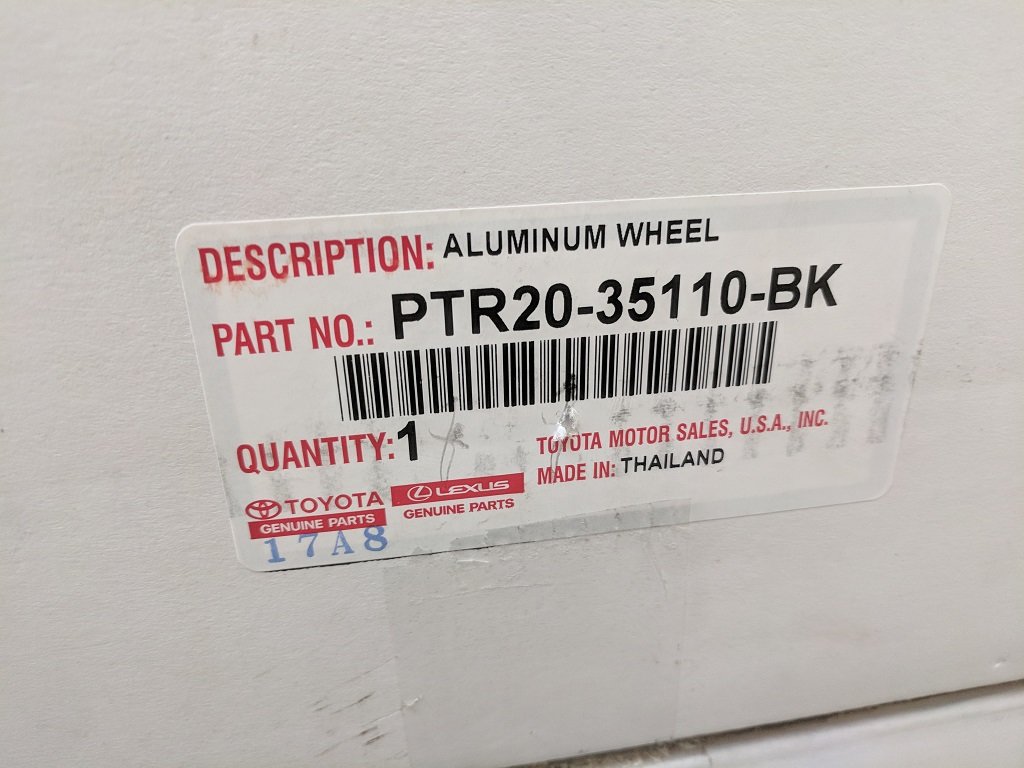 DESCRIPTION: ALUMINUM WHEEL
PART NO.: PTR20-35110-BK
QUANTITY: 1
TOYOTA MOTOR SALES, U.S.A., INC.
MADE IN: THAILAND
TOYOTA
GENUINE PARTS
LEXUS
GENUINE PARTS
17A8